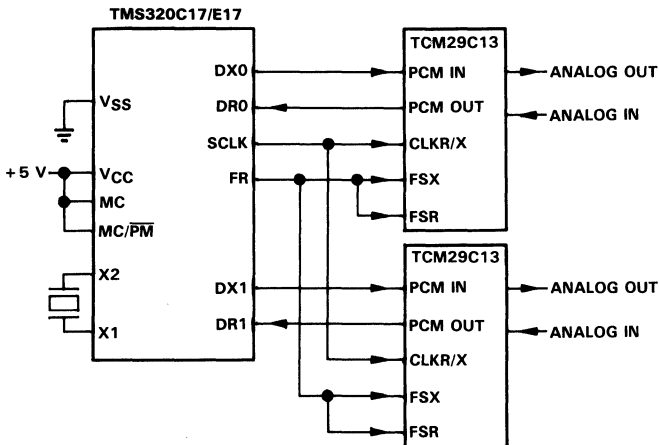 TMS320C17/E17
VSS
+5 V
VCC
MC
MC/PM
X2
X1
DX0
DR0
SCLK
FR
DX1
DR1
TCM29C13
PCM IN
PCM OUT
CLKR/X
FSX
FSR
ANALOG OUT
ANALOG IN
TCM29C13
PCM IN
PCM OUT
CLKR/X
FSX
FSR
ANALOG OUT
ANALOG IN